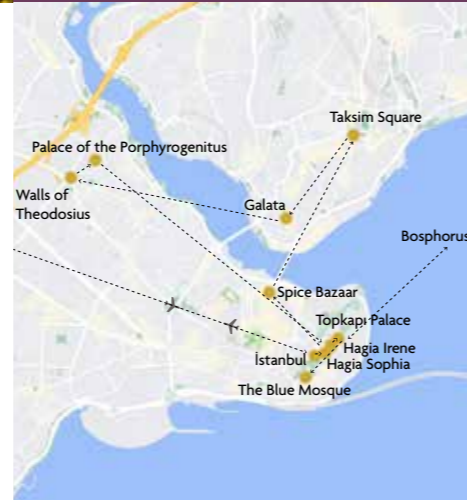 Taksim Square
Palace of the Porphyrogenitus
Walls of
Theodosius
Galata
Bosphorus
Spice Bazaar
Topkapı Palace
Hagia Irene
İstanbul
Hagia Sophia
The Blue Mosque